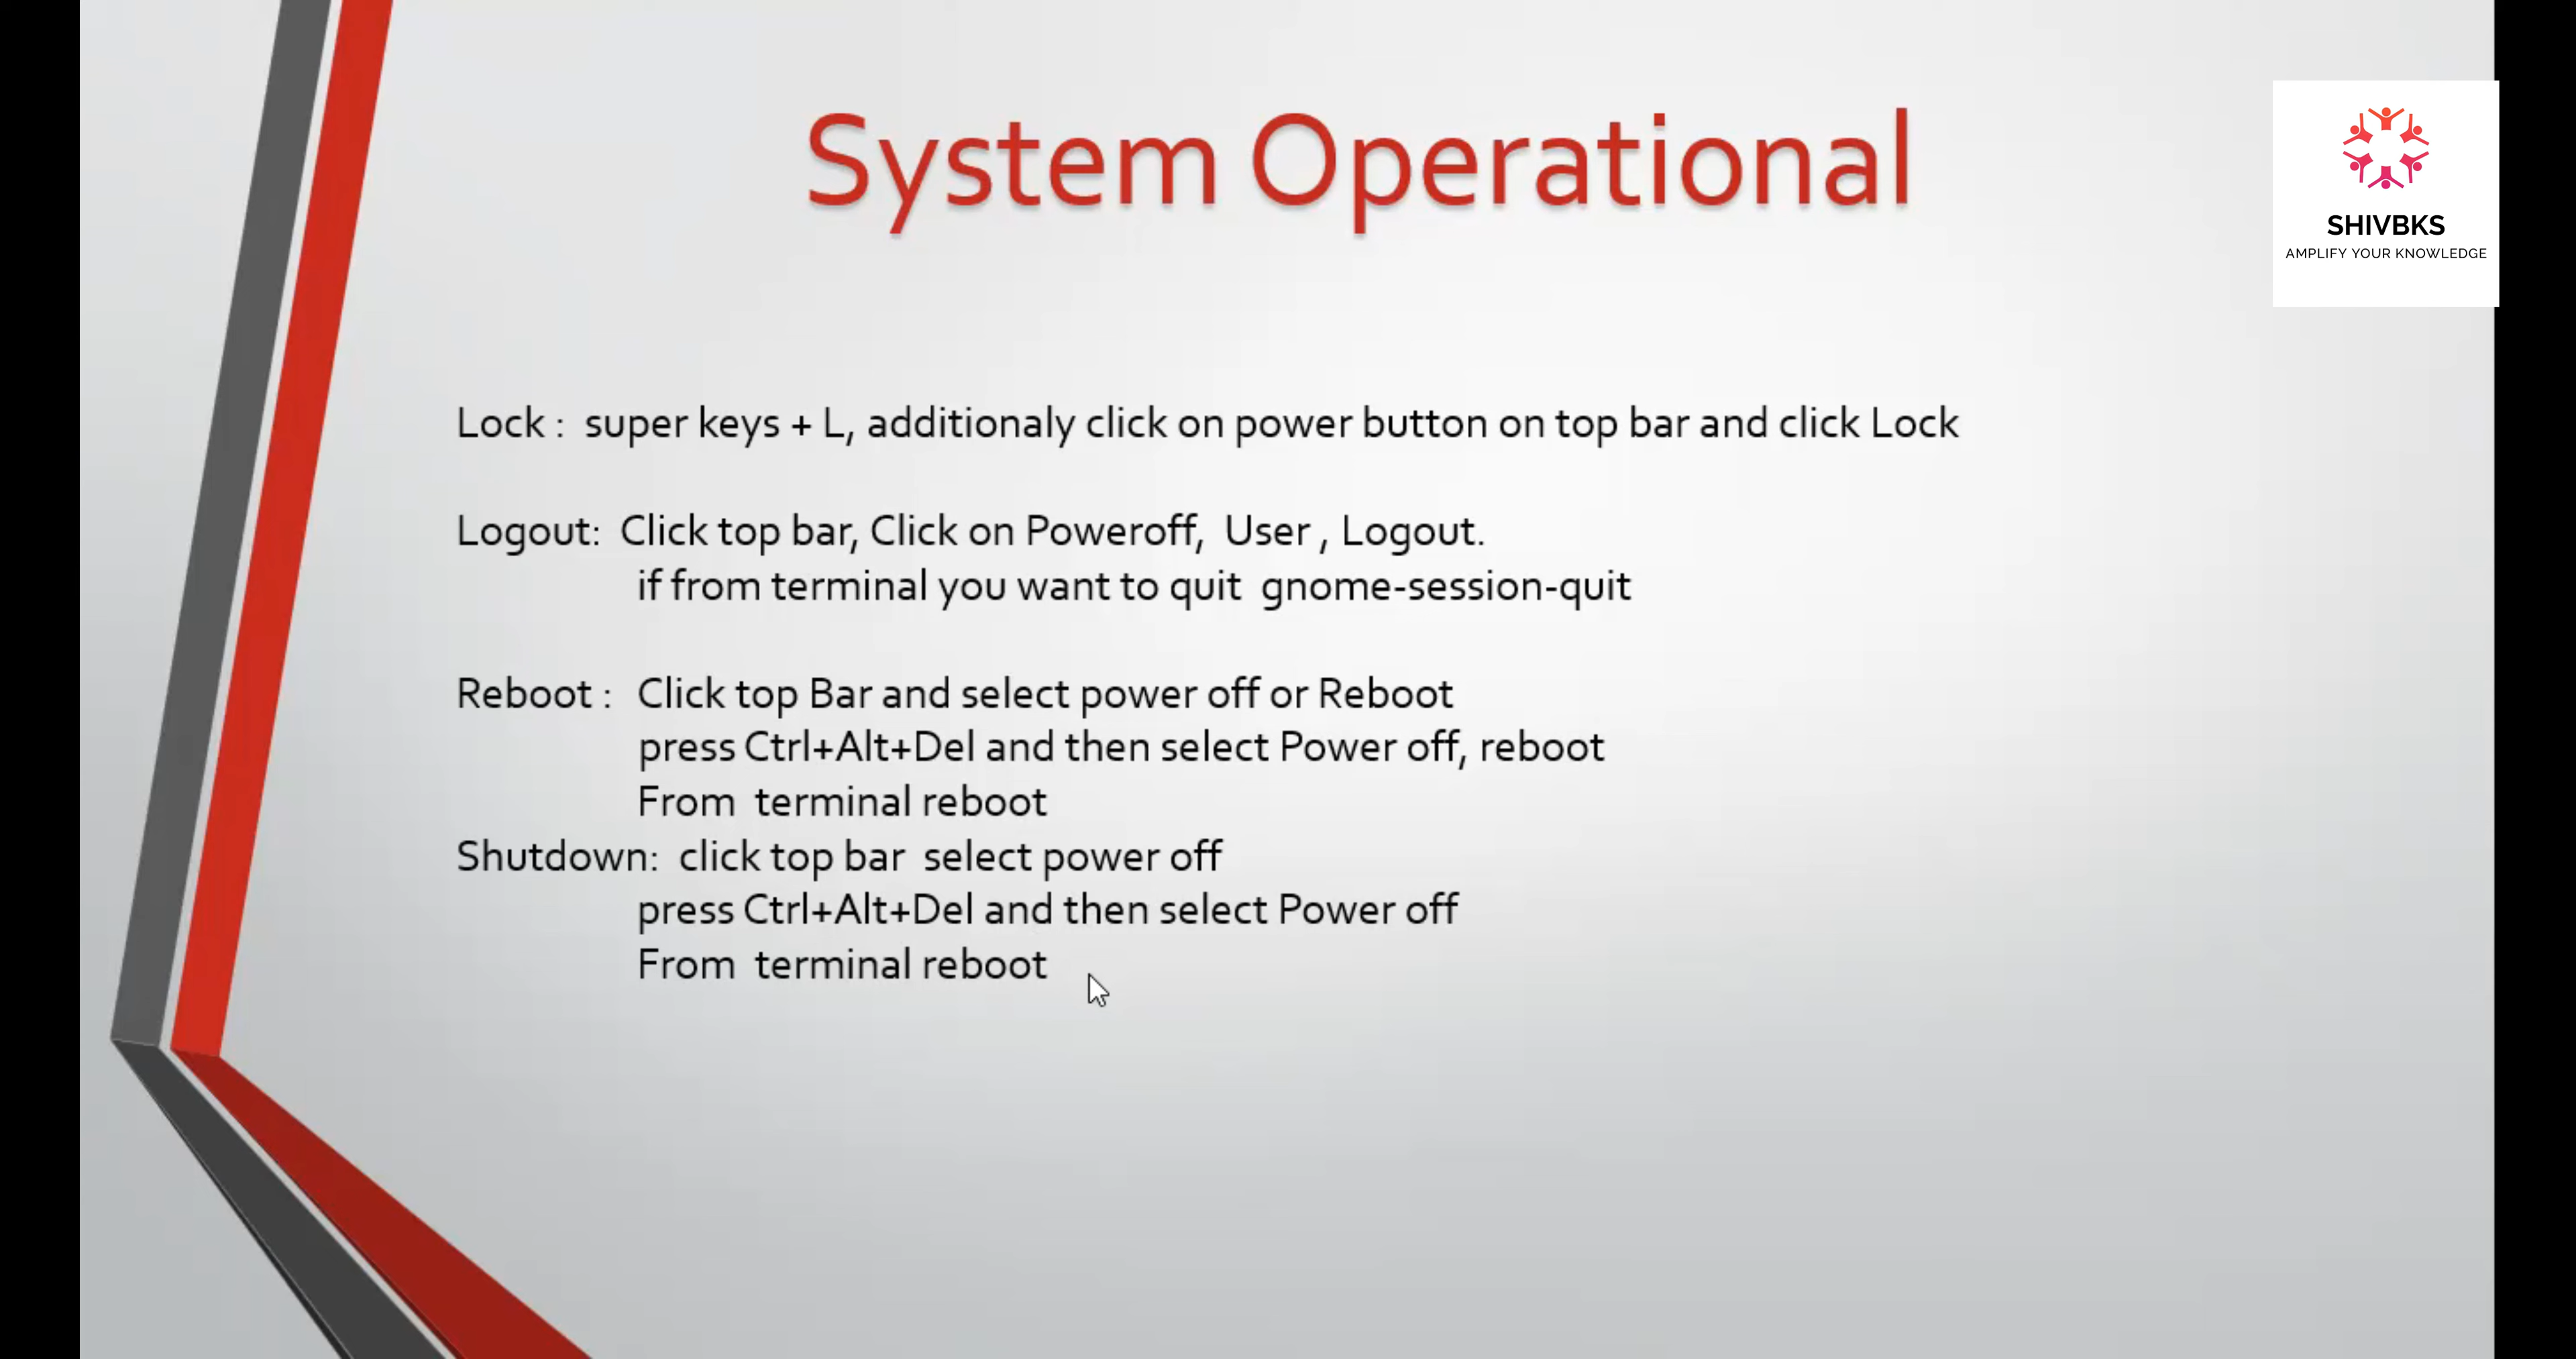 System Operational
SHIVBKS
AMPLIFY YOUR KNOWLEDGE
Lock : super keys + L, additionaly click on power button on top bar and click Lock
Logout: Click top bar, Click on Poweroff, User , Logout.
if from terminal you want to quit gnome-session-quit
Reboot : Click top Bar and select power off or Reboot
press Ctrl+Alt+Del and then select Power off, reboot
From terminal reboot
Shutdown: click top bar select power off
press Ctrl+Alt+Del and then select Power off
From terminal reboot